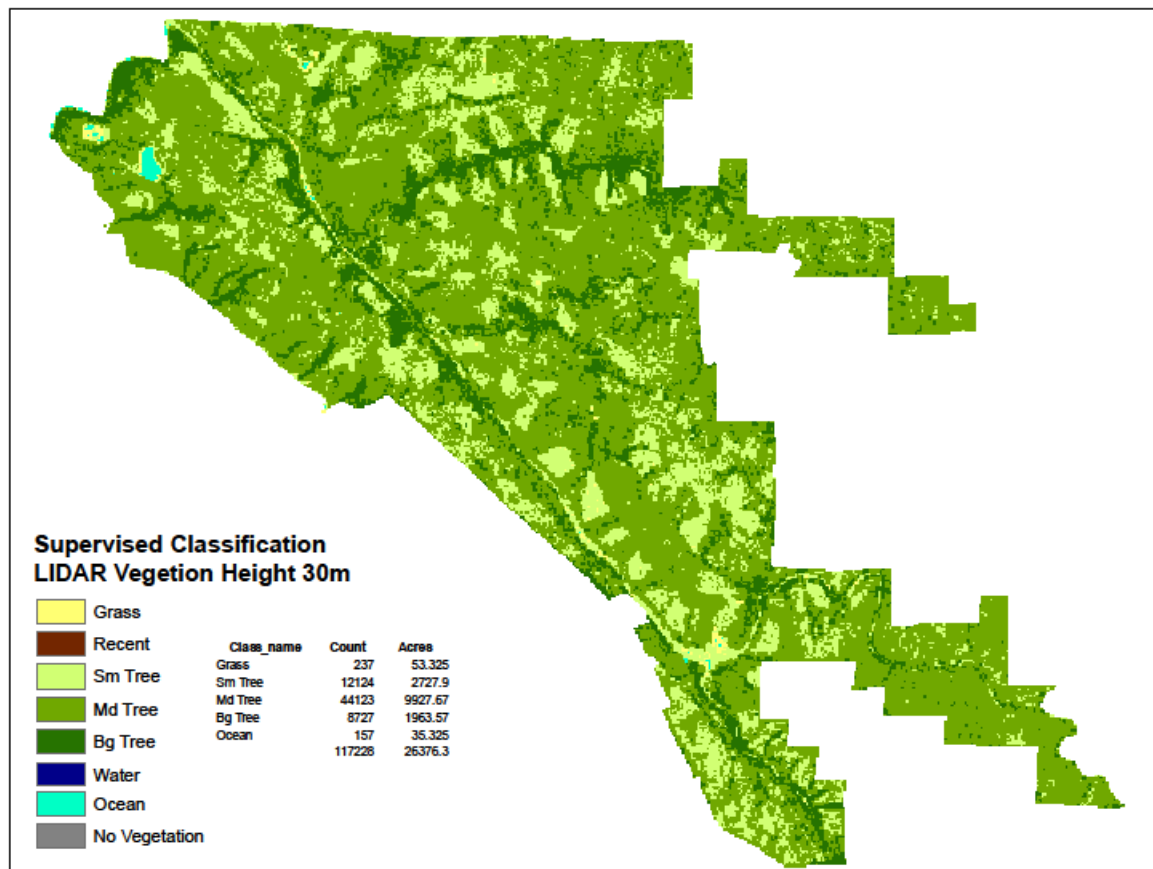 Supervised Classification
LIDAR Vegetion Height 30m
Grass
Recent
Sm Tree
Md Tree
Bg Tree
Water
Ocean
No Vegetation
Class_name Count Acres
Grass 237 53.325
Sm Tree 12124 2727.9
Md Tree 44123 9927.67
Bg Tree 8727 1963.57
Ocean 157 35.325
117228 26376.3